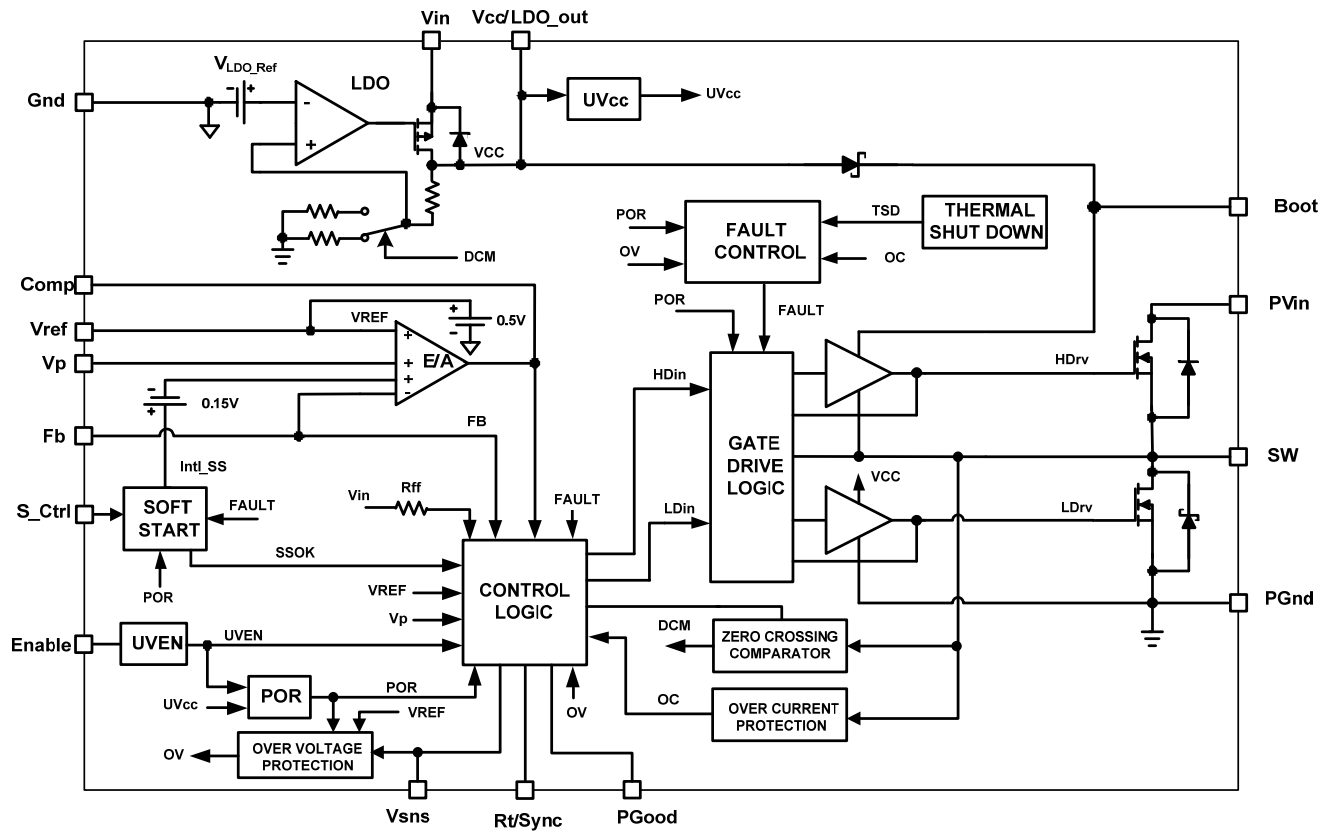 Vin
Vcc/LDO_out
VLDO_Ref
LDO
Gnd
-
+
-
+
UVcc
UVcc
VCC
Boot
TSD
THERMAL
SHUT DOWN
POR
FAULT
CONTROL
OV
OC
DCM
Comp
POR
FAULT
PVin
Vref
VREF
+
-
0.5V
Vp
+
+
+
-
E/A
HDin
HDrv
-
+
0.15V
Fb
FB
GATE
DRIVE
LOGIC
SW
Intl_SS
VCC
Vin
Rff
S_Ctrl
SOFT
START
FAULT
FAULT
LDin
LDrv
SSOK
CONTROL
LOGIC
POR
VREF
PGnd
Vp
Enable
UVEN
UVEN
DCM
ZERO CROSSING
COMPARATOR
POR
POR
UVcc
VREF
OV
OC
OVER CURRENT
PROTECTION
OV
OVER VOLTAGE
PROTECTION
Vsns
Rt/Sync
PGood